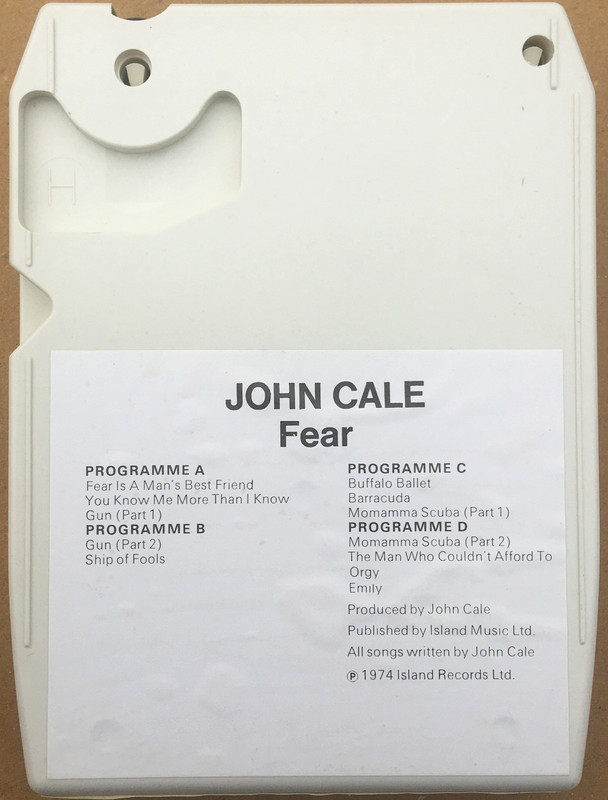 H
JOHN CALE
Fear
PROGRAMME A
Fear Is A Man's Best Friend
You Know Me More Than I Know
Gun (Part 1)
PROGRAMME B
Gun (Part 2)
Ship of Fools
PROGRAMME C
Buffalo Ballet
Barracuda
Momamma Scuba (Part 1)
PROGRAMME D
Momamma Scuba (Part 2)
The Man Who Couldn't Afford To
Orgy
Emily
Produced by John Cale
Published by Island Music Ltd.
All songs written by John Cale
℗ 1974 Island Records Ltd.